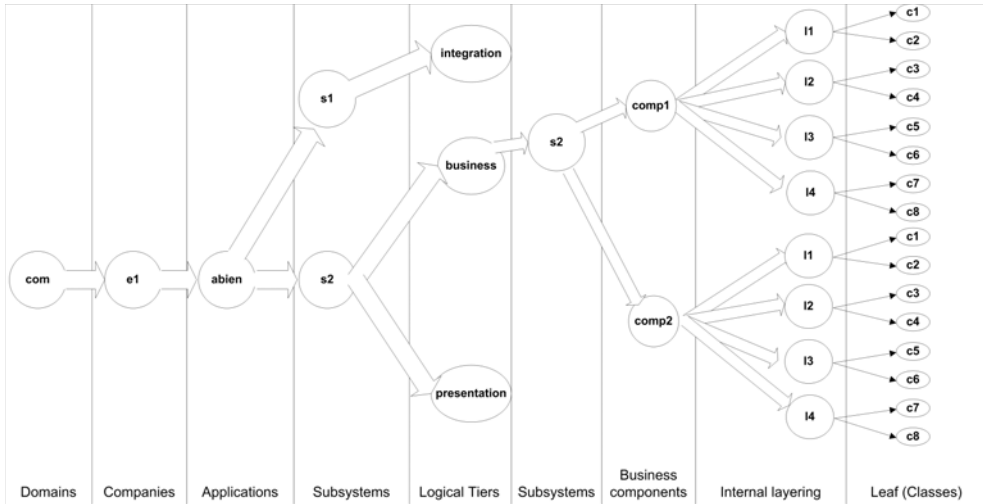 com
e1
abien
s1
s2
integration
business
presentation
s2
comp1
comp2
l1
l2
l3
l4
l1
l2
l3
l4
c1
c2
c3
c4
c5
c6
c7
c8
c1
c2
c3
c4
c5
c6
c7
c8
Domains
Companies
Applications
Subsystems
Logical Tiers
Subsystems
Business
components
Internal layering
Leaf (Classes)